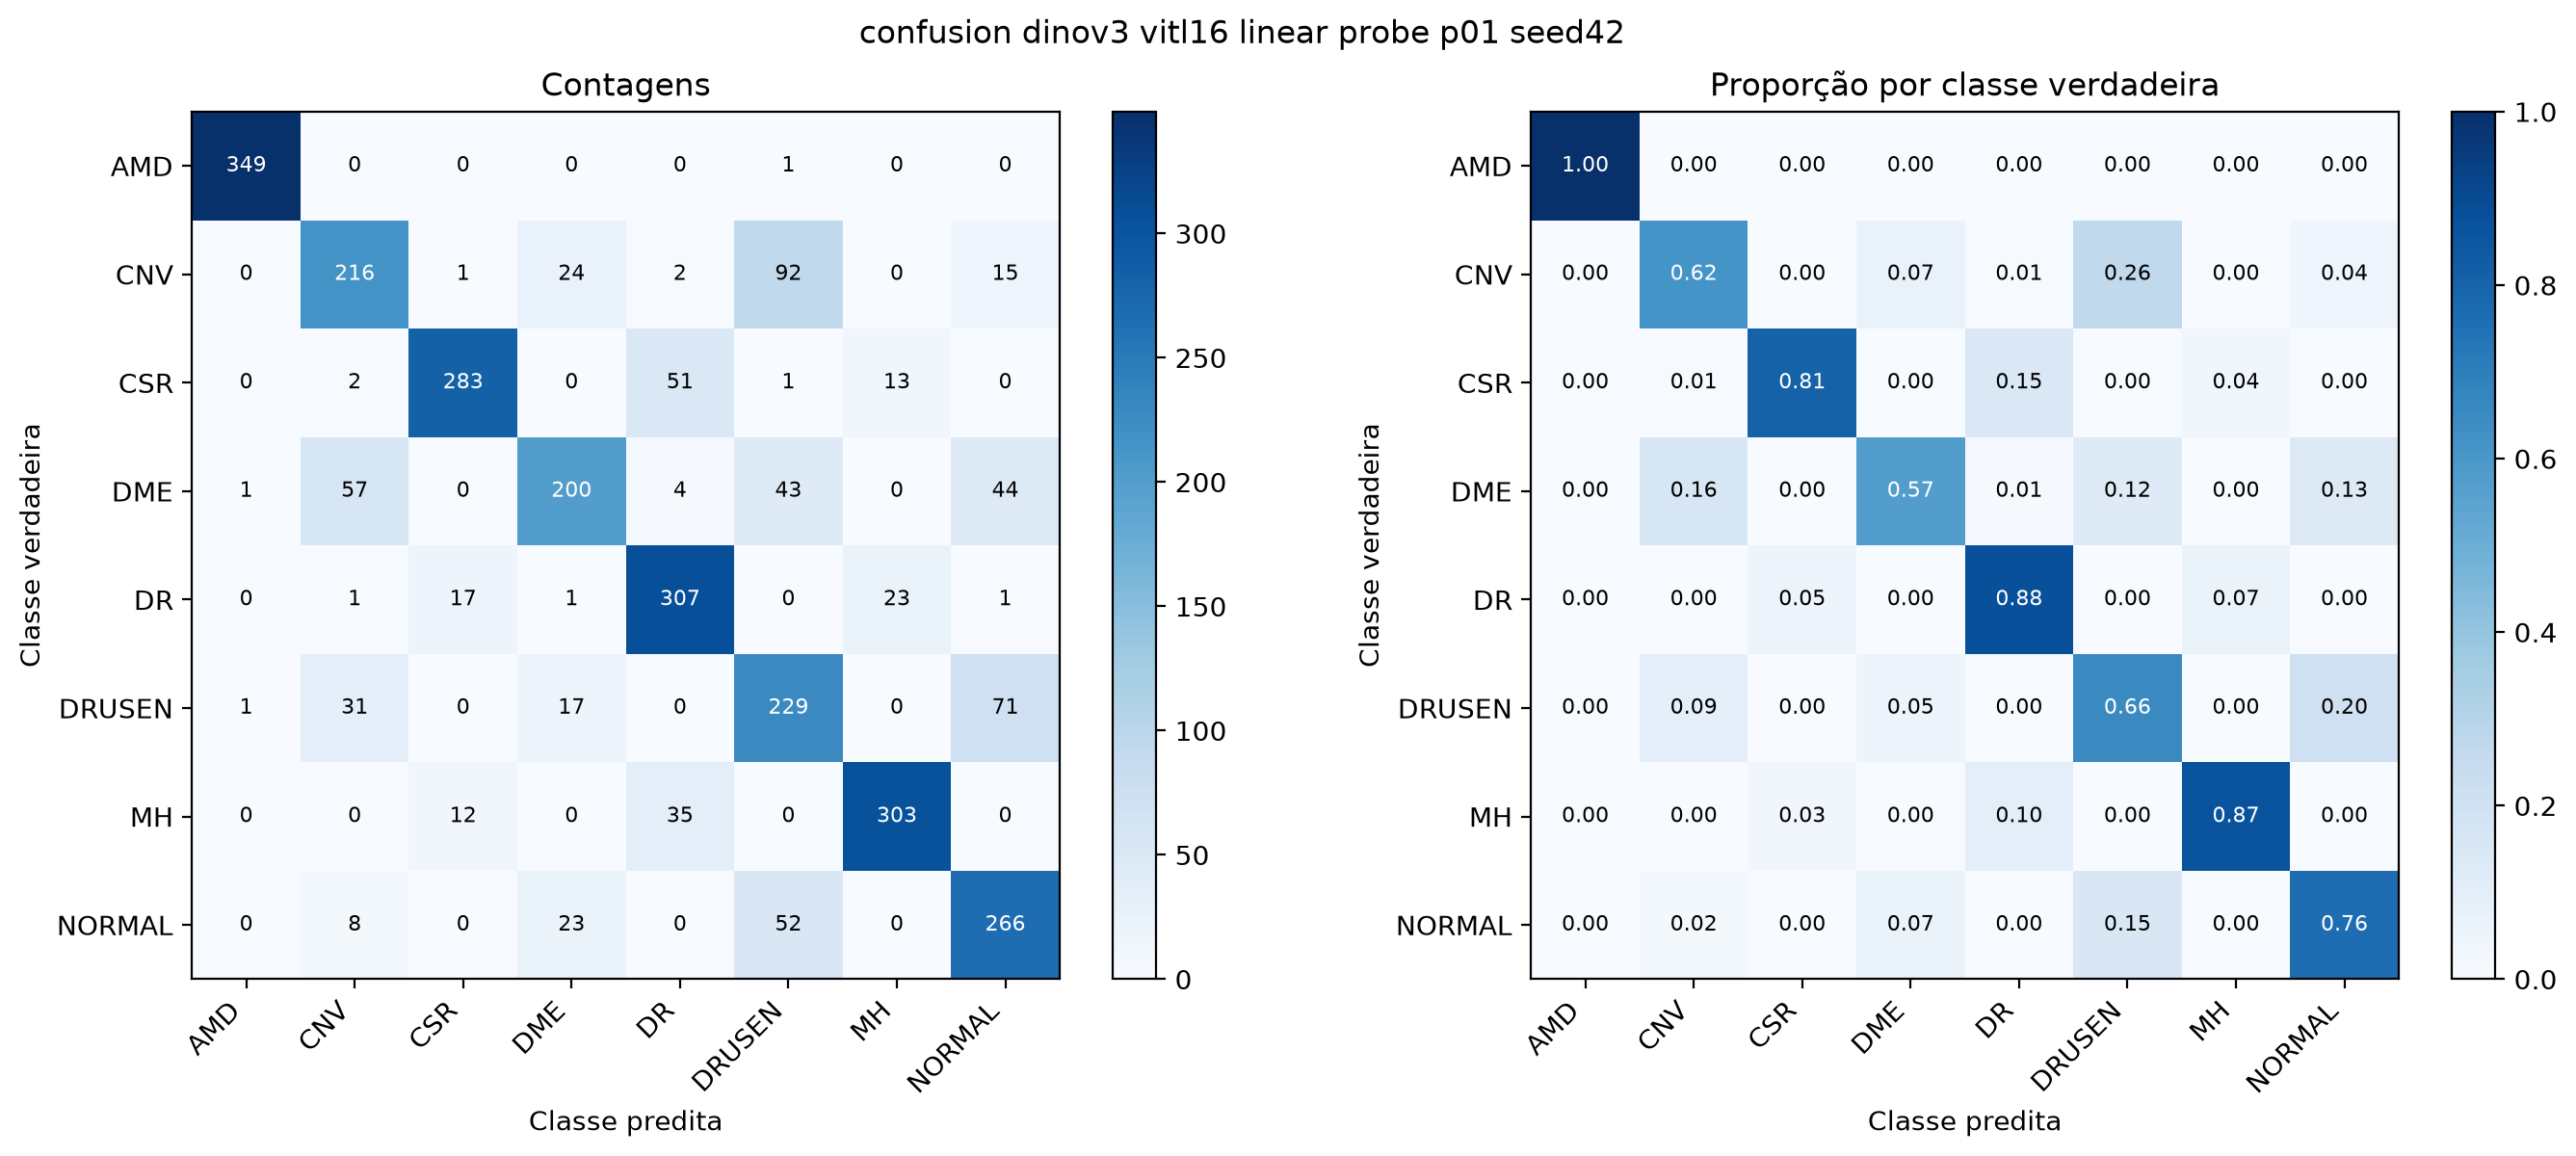 confusion dinov3 vitl16 linear probe p01 seed42
Contagens
Classe verdadeira
AMD 349 0 0 0 0 1 0 0
CNV 0 216 1 24 2 92 0 15
CSR 0 2 283 0 51 1 13 0
DME 1 57 0 200 4 43 0 44
DR 0 1 17 1 307 0 23 1
DRUSEN 1 31 0 17 0 229 0 71
MH 0 0 12 0 35 0 303 0
NORMAL 0 8 0 23 0 52 0 266
AMD CNV CSR DME DR DRUSEN MH NORMAL
Classe predita
300
250
200
150
100
50
0
Proporção por classe verdadeira
Classe verdadeira
AMD 1.00 0.00 0.00 0.00 0.00 0.00 0.00 0.00
CNV 0.00 0.62 0.00 0.07 0.01 0.26 0.00 0.04
CSR 0.00 0.01 0.81 0.00 0.15 0.00 0.04 0.00
DME 0.00 0.16 0.00 0.57 0.01 0.12 0.00 0.13
DR 0.00 0.00 0.05 0.00 0.88 0.00 0.07 0.00
DRUSEN 0.00 0.09 0.00 0.05 0.00 0.66 0.00 0.20
MH 0.00 0.00 0.03 0.00 0.10 0.00 0.87 0.00
NORMAL 0.00 0.02 0.00 0.07 0.00 0.15 0.00 0.76
AMD CNV CSR DME DR DRUSEN MH NORMAL
Classe predita
1.0
0.8
0.6
0.4
0.2
0.0